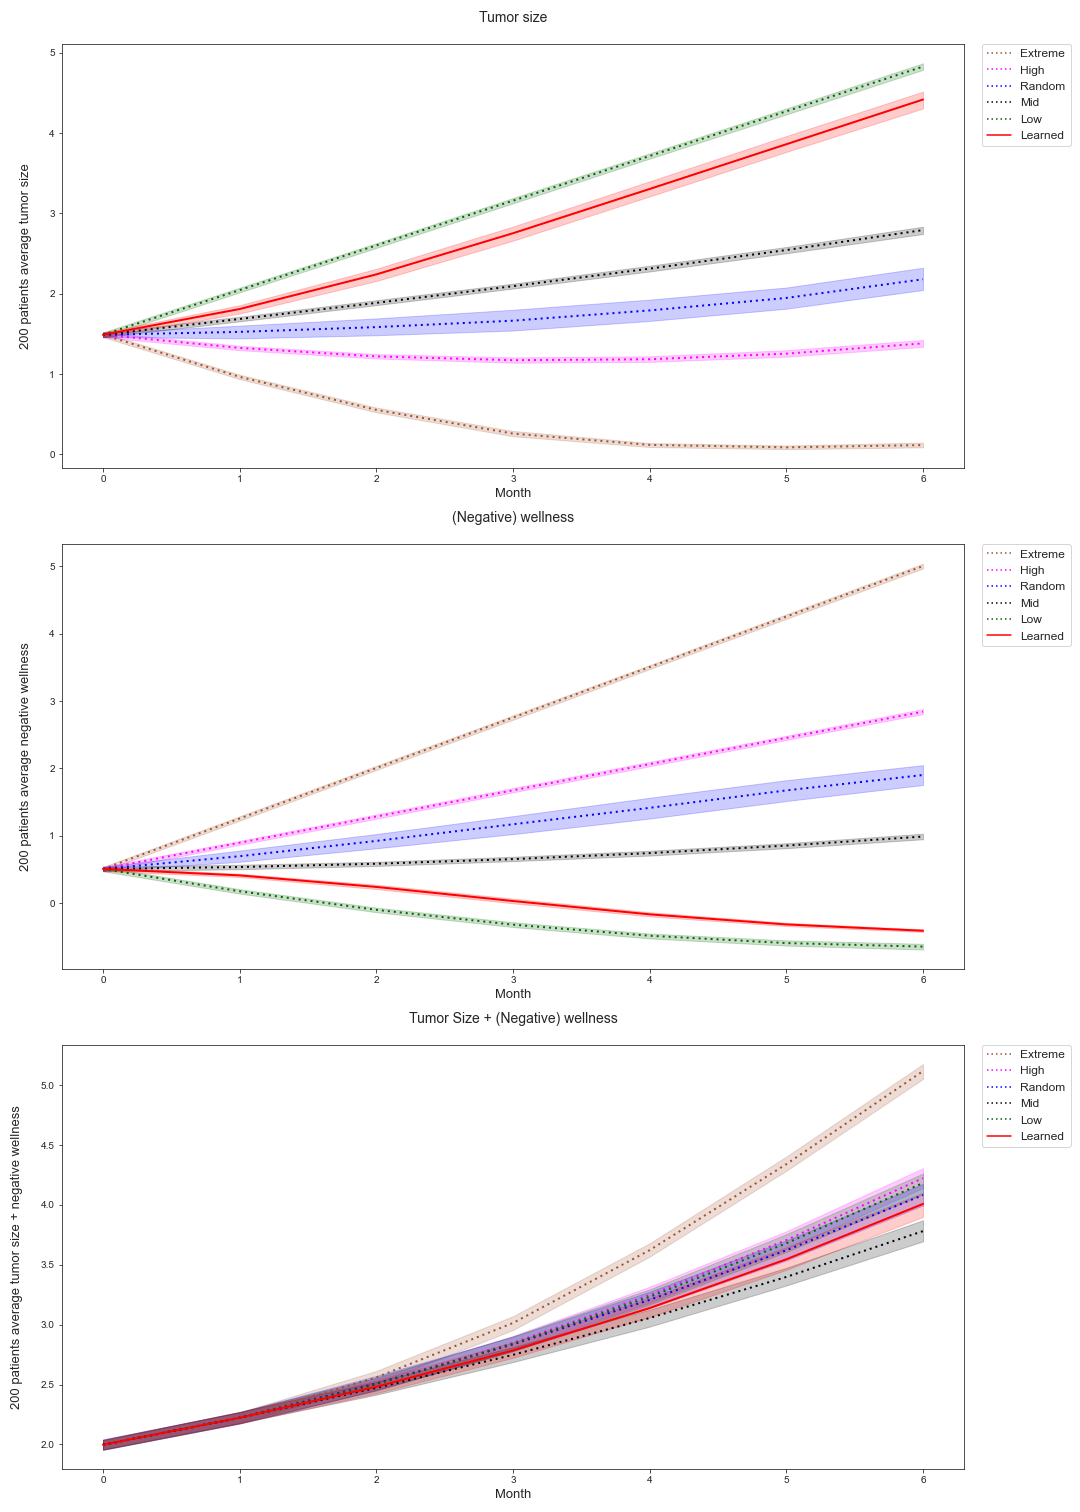 Tumor size
200 patients average tumor size
5
4
3
2
1
0
0 1 2 3 4 5 6
Month
Extreme
High
Random
Mid
Low
Learned
(Negative) wellness
200 patients average negative wellness
5
4
3
2
1
0
0 1 2 3 4 5 6
Month
Extreme
High
Random
Mid
Low
Learned
Tumor Size + (Negative) wellness
200 patients average tumor size + negative wellness
5.0
4.5
4.0
3.5
3.0
2.5
2.0
0 1 2 3 4 5 6
Month
Extreme
High
Random
Mid
Low
Learned